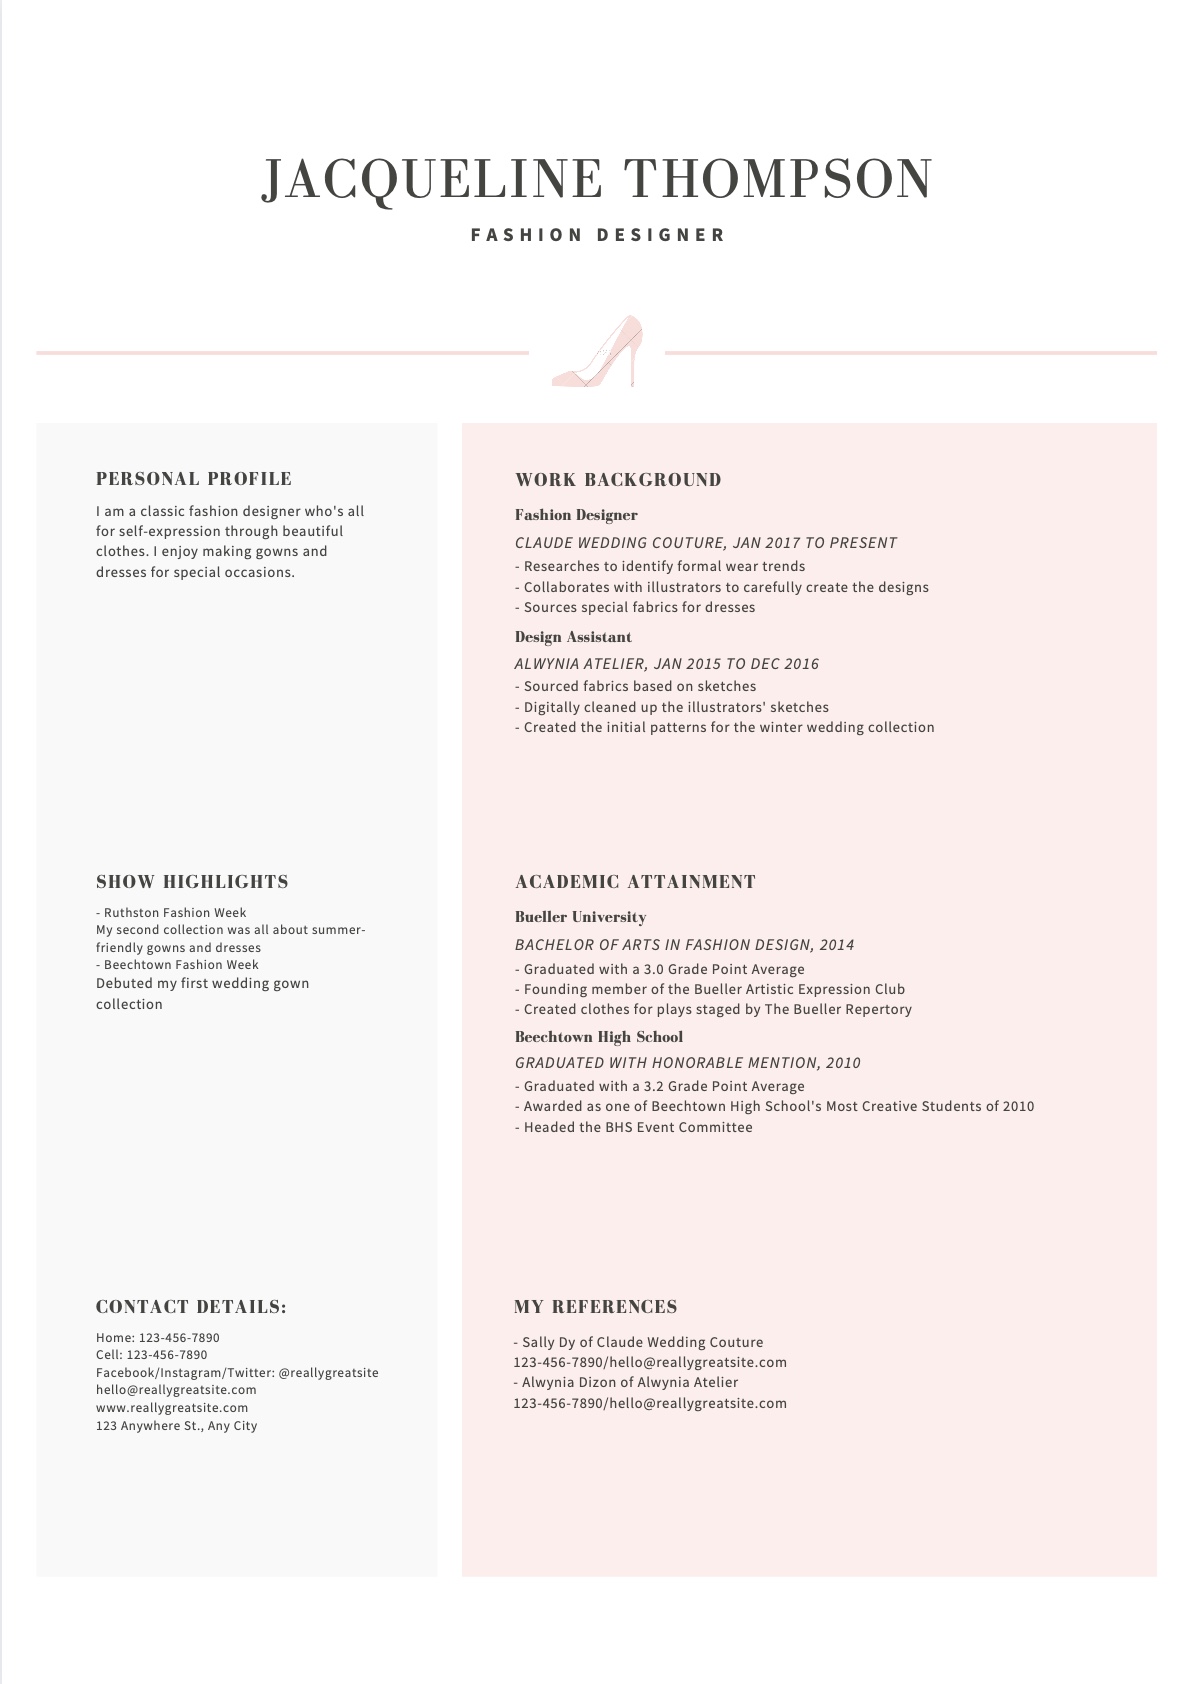 JACQUELINE THOMPSON
FASHION DESIGNER
PERSONAL PROFILE
I am a classic fashion designer who's all
for self-expression through beautiful
clothes. I enjoy making gowns and
dresses for special occasions.
SHOW HIGHLIGHTS
- Ruthston Fashion Week
My second collection was all about summer-
friendly gowns and dresses
- Beechtown Fashion Week
Debuted my first wedding gown
collection
CONTACT DETAILS:
Home: 123-456-7890
Cell: 123-456-7890
Facebook/Instagram/Twitter: @reallygreatsite
hello@reallygreatsite.com
www.reallygreatsite.com
123 Anywhere St., Any City
WORK BACKGROUND
Fashion Designer
CLAUDE WEDDING COUTURE, JAN 2017 TO PRESENT
- Researches to identify formal wear trends
- Collaborates with illustrators to carefully create the designs
- Sources special fabrics for dresses
Design Assistant
ALWYNIA ATELIER, JAN 2015 TO DEC 2016
- Sourced fabrics based on sketches
- Digitally cleaned up the illustrators' sketches
- Created the initial patterns for the winter wedding collection
ACADEMIC ATTAINMENT
Bueller University
BACHELOR OF ARTS IN FASHION DESIGN, 2014
- Graduated with a 3.0 Grade Point Average
- Founding member of the Bueller Artistic Expression Club
- Created clothes for plays staged by The Bueller Repertory
Beechtown High School
GRADUATED WITH HONORABLE MENTION, 2010
- Graduated with a 3.2 Grade Point Average
- Awarded as one of Beechtown High School's Most Creative Students of 2010
- Headed the BHS Event Committee
MY REFERENCES
- Sally Dy of Claude Wedding Couture
123-456-7890/hello@reallygreatsite.com
- Alwynia Dizon of Alwynia Atelier
123-456-7890/hello@reallygreatsite.com